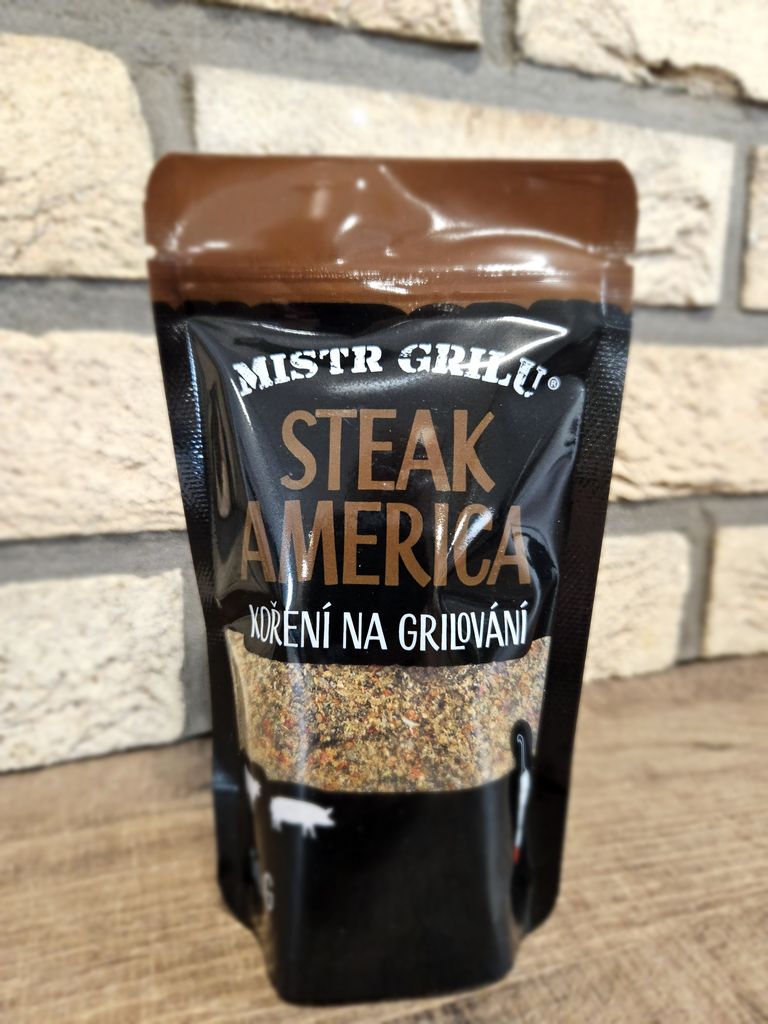 MISTR GRILU®
STEAK
AMERICA
KOŘENÍ NA GRILOVÁNÍ
G